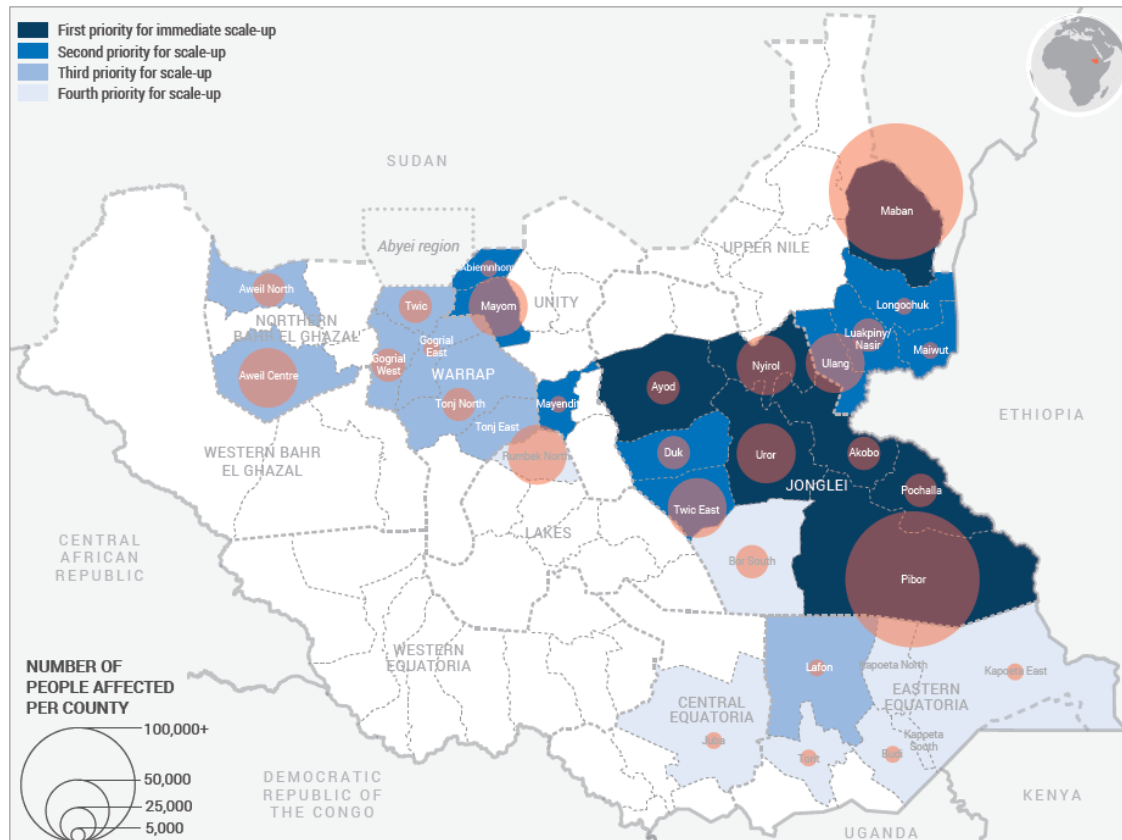 First priority for immediate scale-up
Second priority for scale-up
Third priority for scale-up
Fourth priority for scale-up
SUDAN
Maban
Abyei region
UPPER NILE
Abiemnhom
Aweil North
Mayom
UNITY
Twic
Longochuk
NORTHERN
BAHR EL GHAZAL
Luakpiny/
Nasir
Maiwut
Gogrial
East
Gogrial
West
Ulang
Nyirol
WARRAP
Aweil Centre
Ayod
Tonj North
Mayendit
ETHIOPIA
Tonj East
Rumbek North
WESTERN BAHR
EL GHAZAL
Duk
Uror
Akobo
JONGLEI
Poohalla
Twic East
LAKES
CENTRAL
AFRICAN
REPUBLIC
Bor South
Pibor
WESTERN
EQUATORIA
Lafon
Kapoeta North
Kapoeta East
NUMBER OF
PEOPLE AFFECTED
PER COUNTY
CENTRAL
EQUATORIA
EASTERN
EQUATORIA
100,000+
Juba
Kappeta
South
Torit
Budi
50,000
25,000
5,000
DEMOCRATIC
REPUBLIC OF
THE CONGO
KENYA
UGANDA